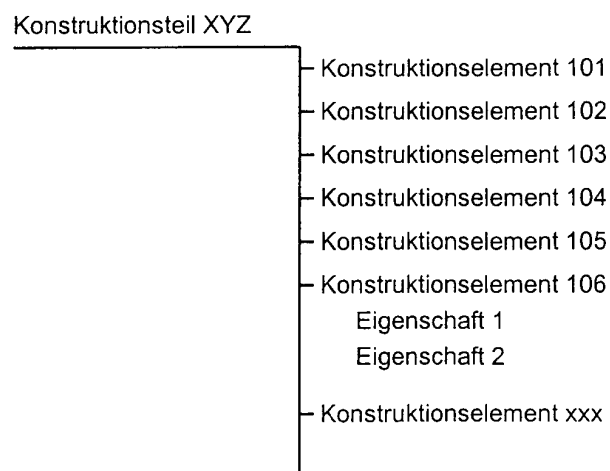 Konstruktionsteil XYZ
Konstruktionselement 101
Konstruktionselement 102
Konstruktionselement 103
Konstruktionselement 104
Konstruktionselement 105
Konstruktionselement 106
Eigenschaft 1
Eigenschaft 2
Konstruktionselement xxx